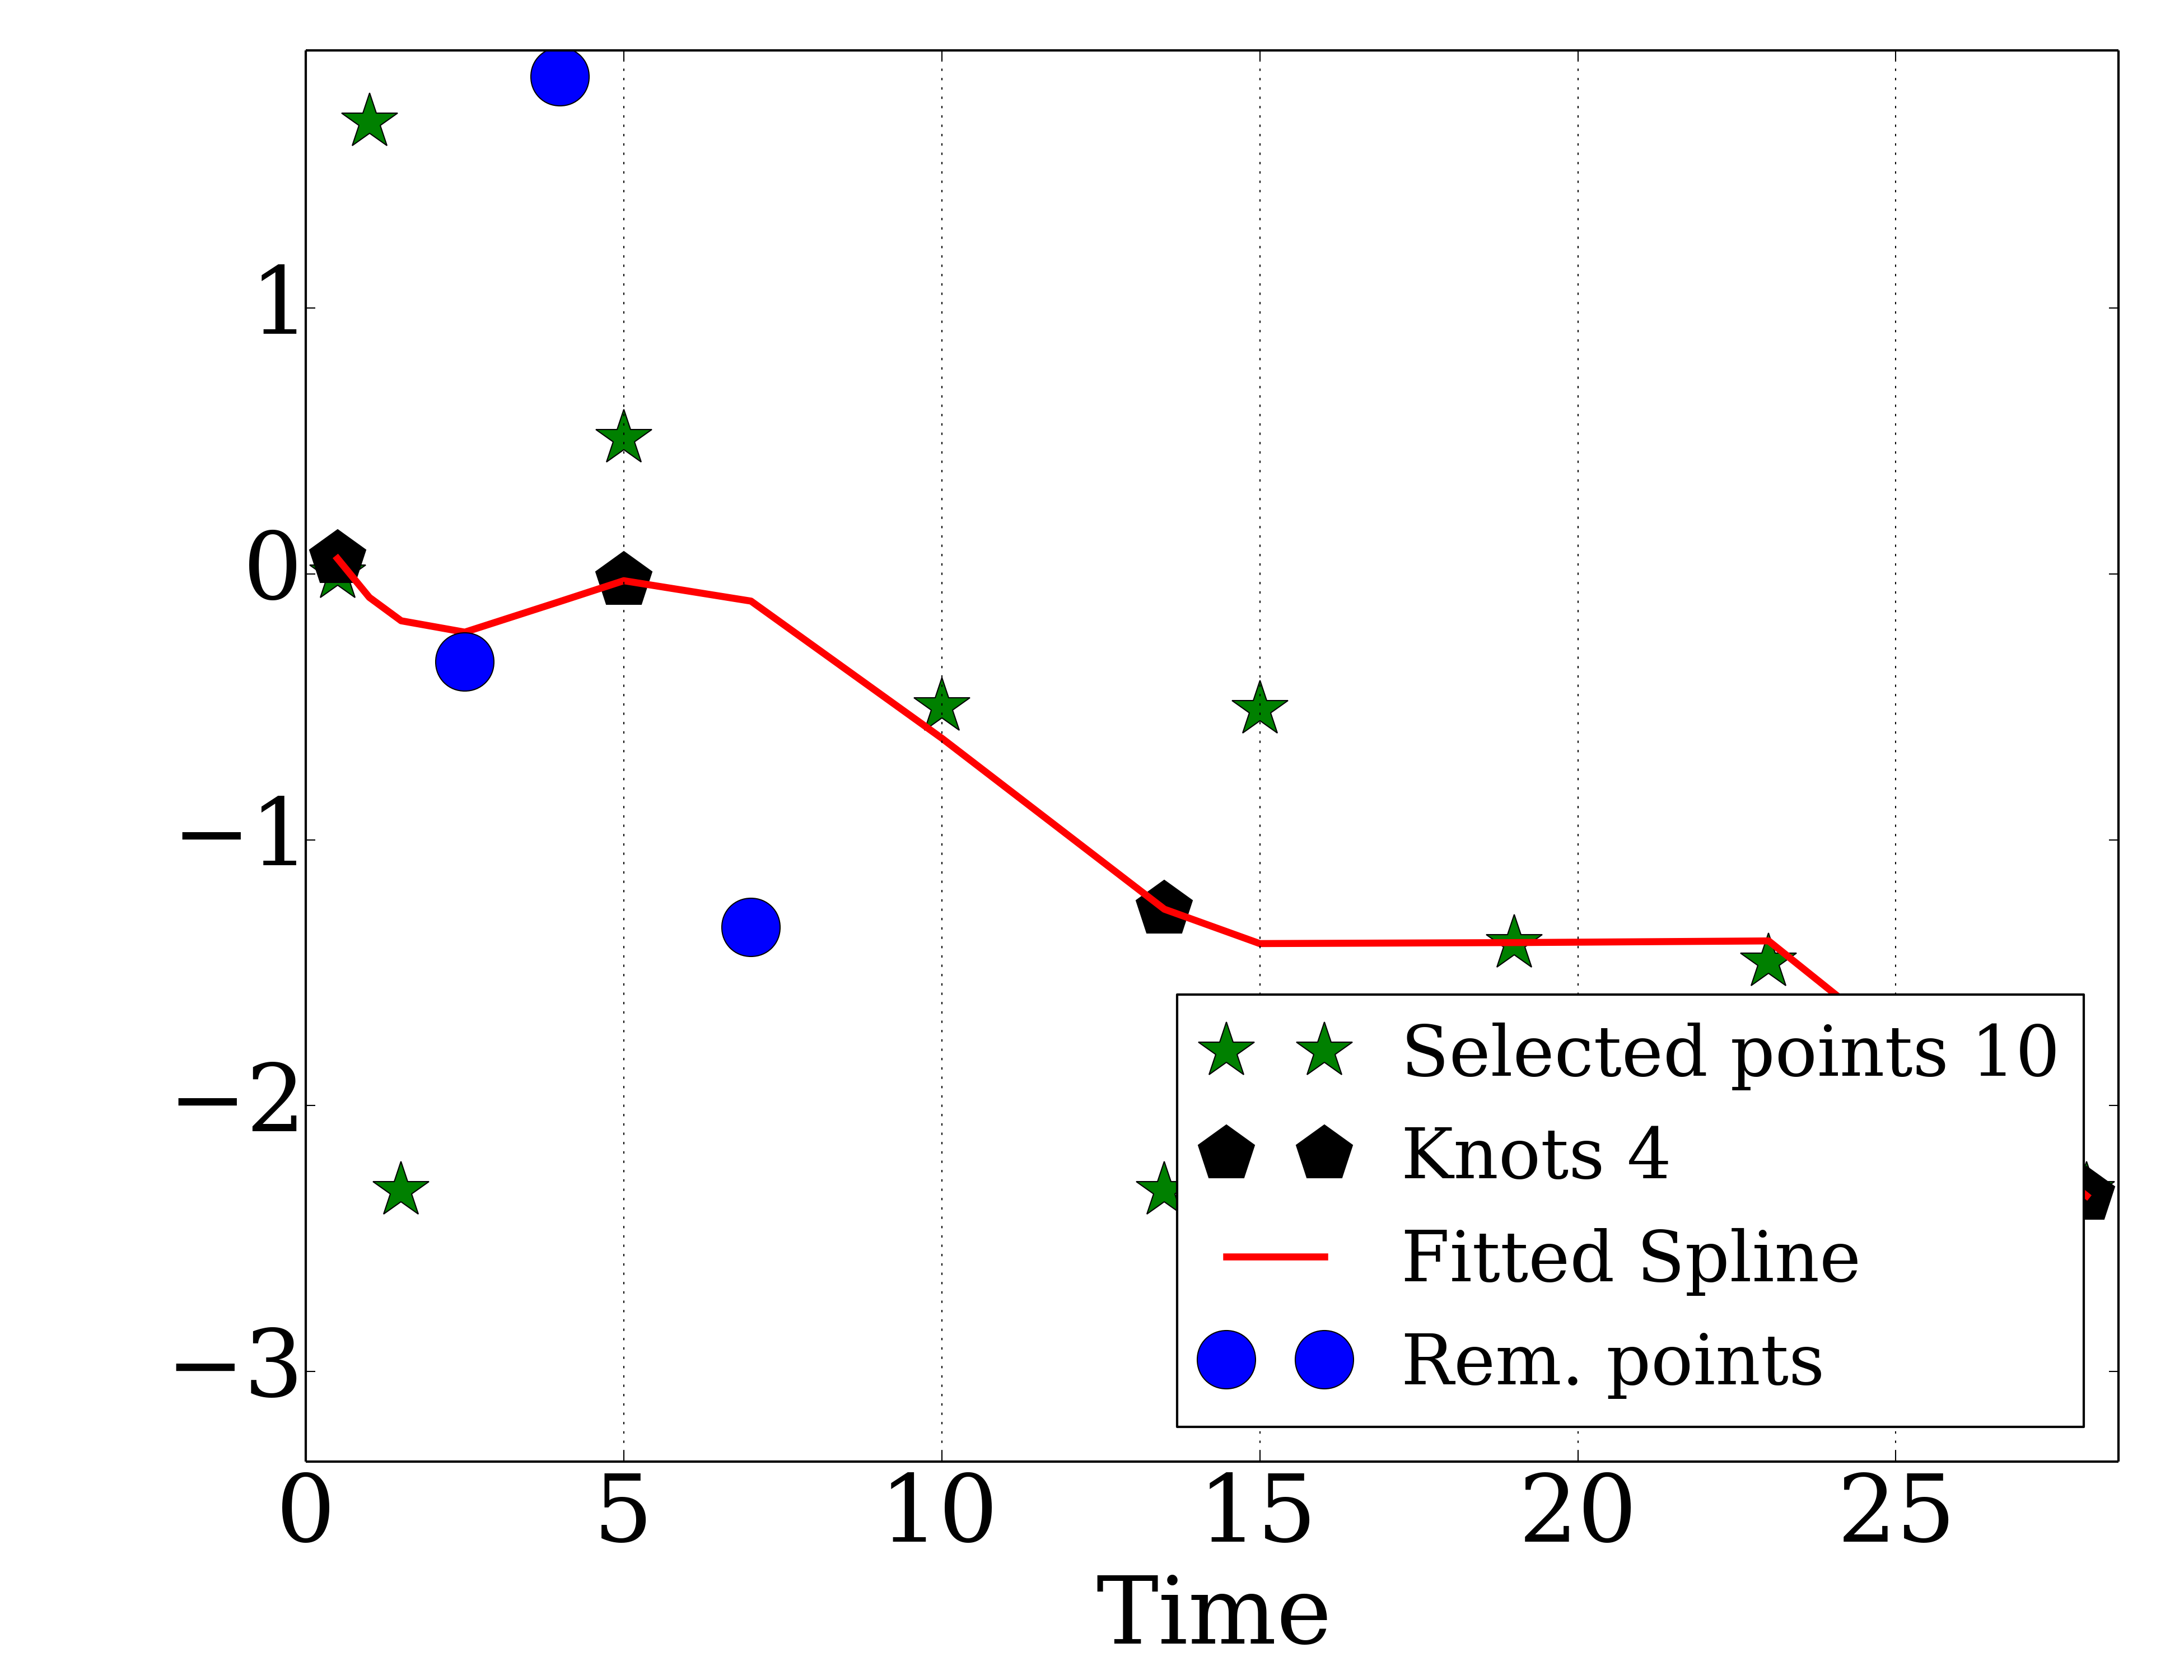 1
0
−1
−2
−3
Selected points 10
Knots 4
Fitted Spline
Rem. points
0 5 10 15 20 25
Time